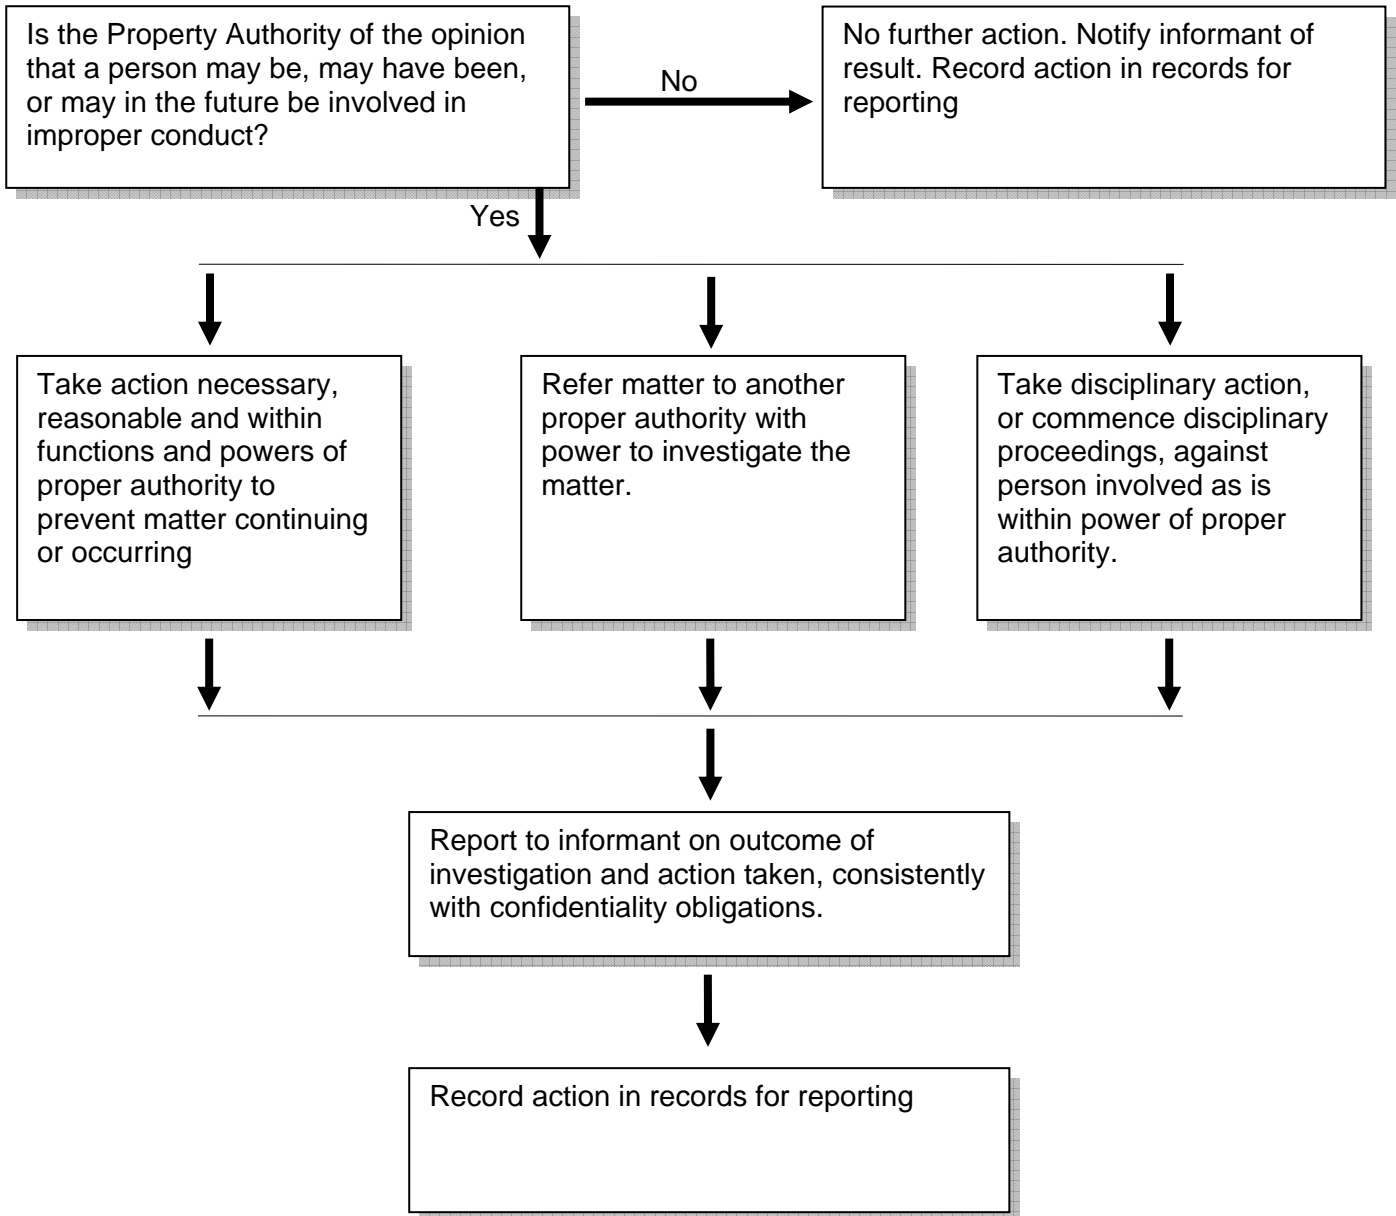 Is the Property Authority of the opinion
that a person may be, may have been,
or may in the future be involved in
improper conduct?
No
No further action. Notify informant of
result. Record action in records for
reporting
Yes
Take action necessary,
reasonable and within
functions and powers of
proper authority to
prevent matter continuing
or occurring
Refer matter to another
proper authority with
power to investigate the
matter.
Take disciplinary action,
or commence disciplinary
proceedings, against
person involved as is
within power of proper
authority.
Report to informant on outcome of
investigation and action taken, consistently
with confidentiality obligations.
Record action in records for reporting